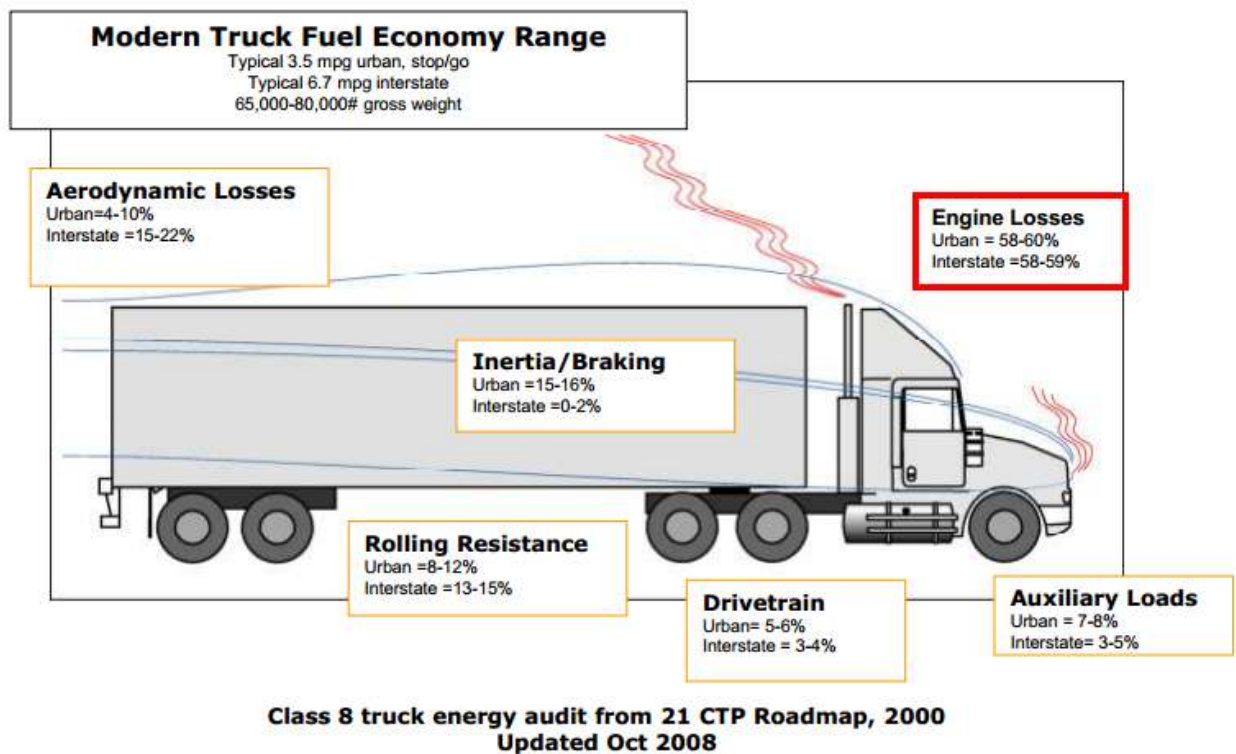 Modern Truck Fuel Economy Range
Typical 3.5 mpg urban, stop/go
Typical 6.7 mpg interstate
65,000-80,000# gross weight
Aerodynamic Losses
Urban=4-10%
Interstate =15-22%
Engine Losses
Urban = 58-60%
Interstate =58-59%
Inertia/Braking
Urban =15-16%
Interstate =0-2%
Rolling Resistance
Urban =8-12%
Interstate =13-15%
Drivetrain
Urban= 5-6%
Interstate = 3-4%
Auxiliary Loads
Urban = 7-8%
Interstate= 3-5%
Class 8 truck energy audit from 21 CTP Roadmap, 2000
Updated Oct 2008